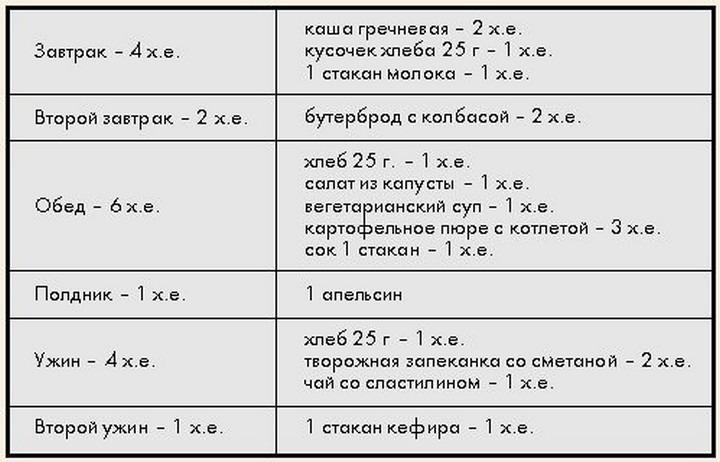 Завтрак – 4 х.е.
каша гречневая – 2 х.е.
кусочек хлеба 25 г – 1 х.е.
1 стакан молока – 1 х.е.
Второй завтрак – 2 х.е.
бутерброд с колбасой – 2 х.е.
Обед – 6 х.е.
хлеб 25 г. – 1 х.е.
салат из капусты – 1 х.е.
вегетарианский суп – 1 х.е.
картофельное пюре с котлетой – 3 х.е.
сок 1 стакан – 1 х.е.
Полдник – 1 х.е.
1 апельсин
Ужин – 4 х.е.
хлеб 25 г – 1 х.е.
творожная запеканка со сметаной – 2 х.е.
чай со сластилином – 1 х.е.
Второй ужин – 1 х.е.
1 стакан кефира – 1 х.е.